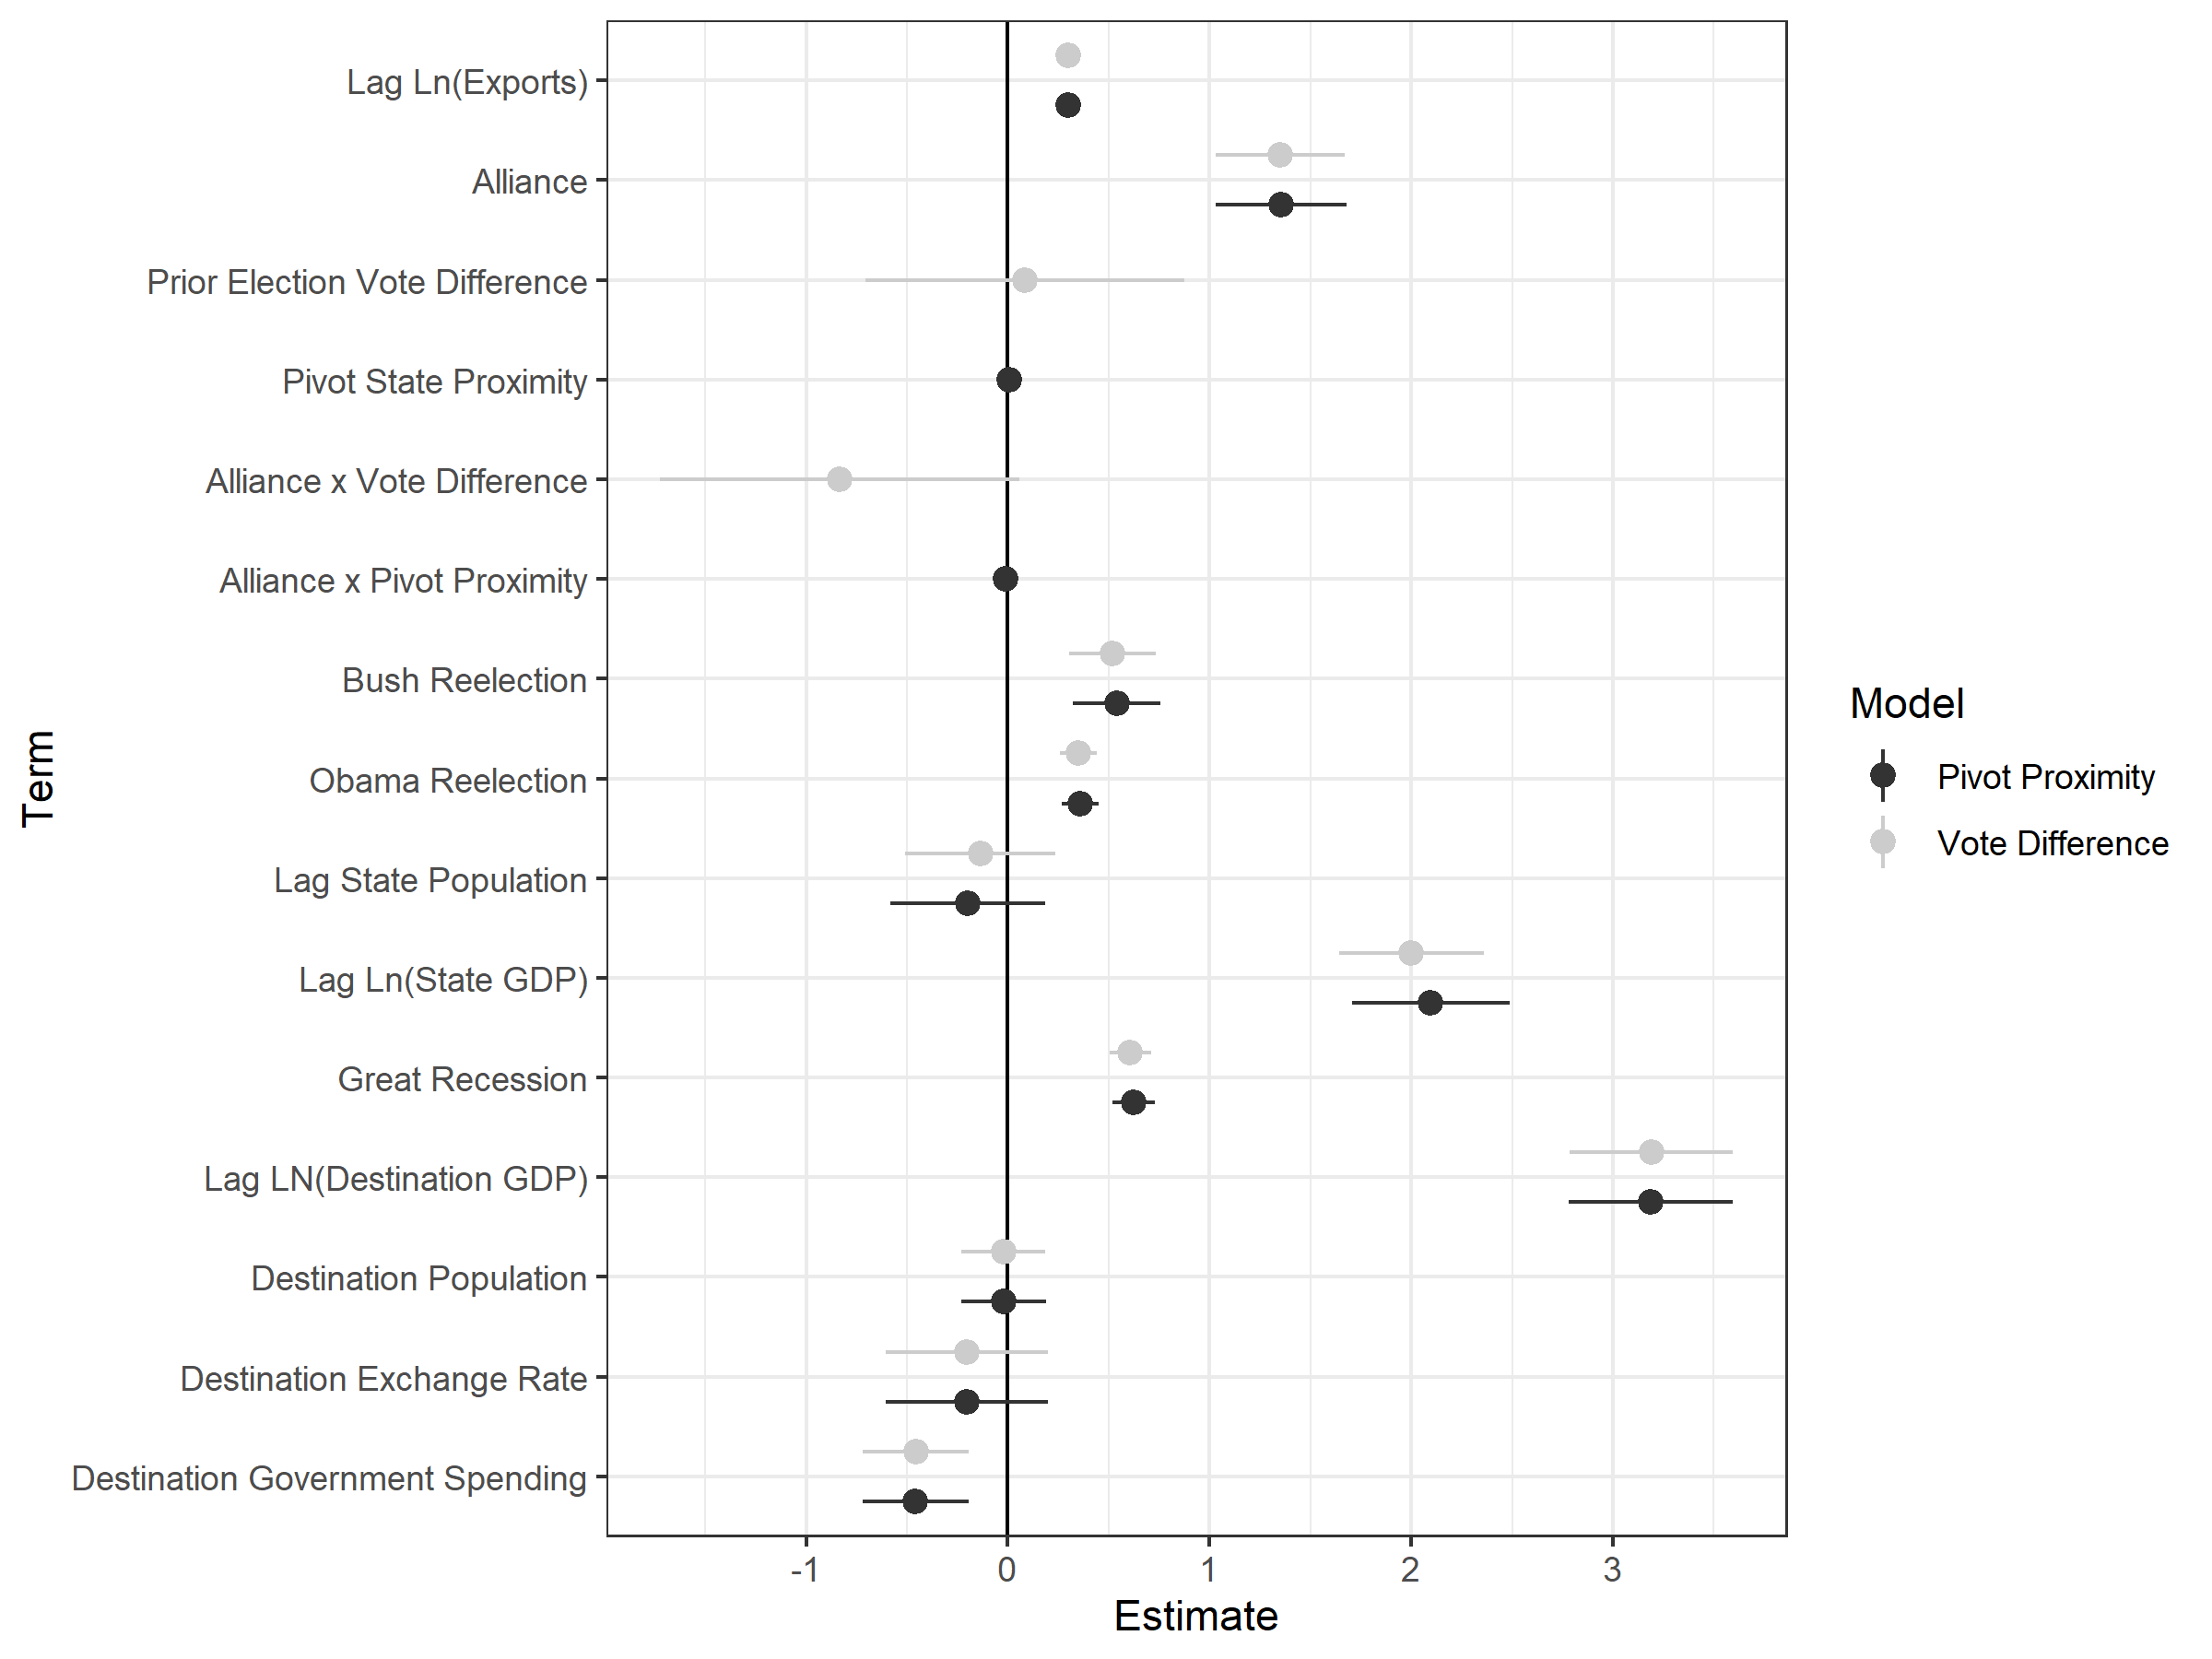 Lag Ln(Exports)
Alliance
Prior Election Vote Difference
Pivot State Proximity
Alliance x Vote Difference
Alliance x Pivot Proximity
Bush Reelection
Obama Reelection
Lag State Population
Lag Ln(State GDP)
Great Recession
Lag LN(Destination GDP)
Destination Population
Destination Exchange Rate
Destination Government Spending
Term
-1 0 1 2 3
Estimate
Model
Pivot Proximity
Vote Difference